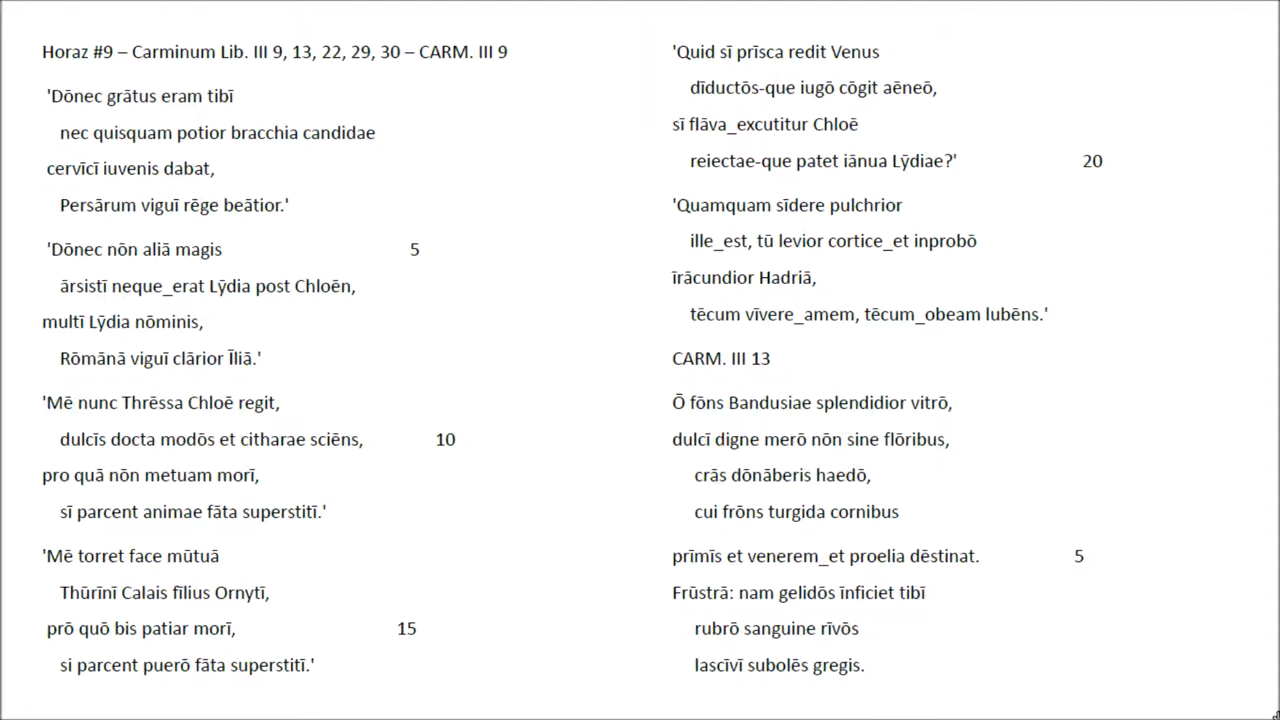 Horaz #9 – Carminum Lib. III 9, 13, 22, 29, 30 – CARM. III 9
'Dōnec grātus eram tibī
nec quisquam potior bracchia candidae
cervīcī iuvenis dabat,
Persārum viguī rēge beātior.'
'Dōnec nōn aliā magis 5
ārsistī neque_erat Lȳdia post Chloēn,
multī Lȳdia nōminis,
Rōmānā viguī clārior Īliā.'
'Mē nunc Thrēssa Chloē regit,
dulcīs docta modōs et citharae sciēns, 10
pro quā nōn metuam morī,
sī parcent animae fāta superstitī.'
'Mē torret face mūtuā
Thūrīnī Calais fīlius Ornytī,
prō quō bis patiar morī, 15
si parcent puerō fāta superstitī.'
'Quid sī prīsca redit Venus
dīductōs-que iugō cōgit aēneō,
sī flāva_excutitur Chloē
reiectae-que patet iānua Lȳdiae?' 20
'Quamquam sīdere pulchrior
ille_est, tū levior cortice_et inprobō
īrācundior Hadriā,
tēcum vīvere_amem, tēcum_obeam lubēns.'
CARM. III 13
Ō fōns Bandusiae splendidior vitrō,
dulcī digne merō nōn sine flōribus,
crās dōnāberis haedō,
cui frōns turgida cornibus
prīmīs et venerem_et proelia dēstinat. 5
Frūstrā: nam gelidōs īnficiet tibī
rubrō sanguine rīvōs
lascīvī subolēs gregis.